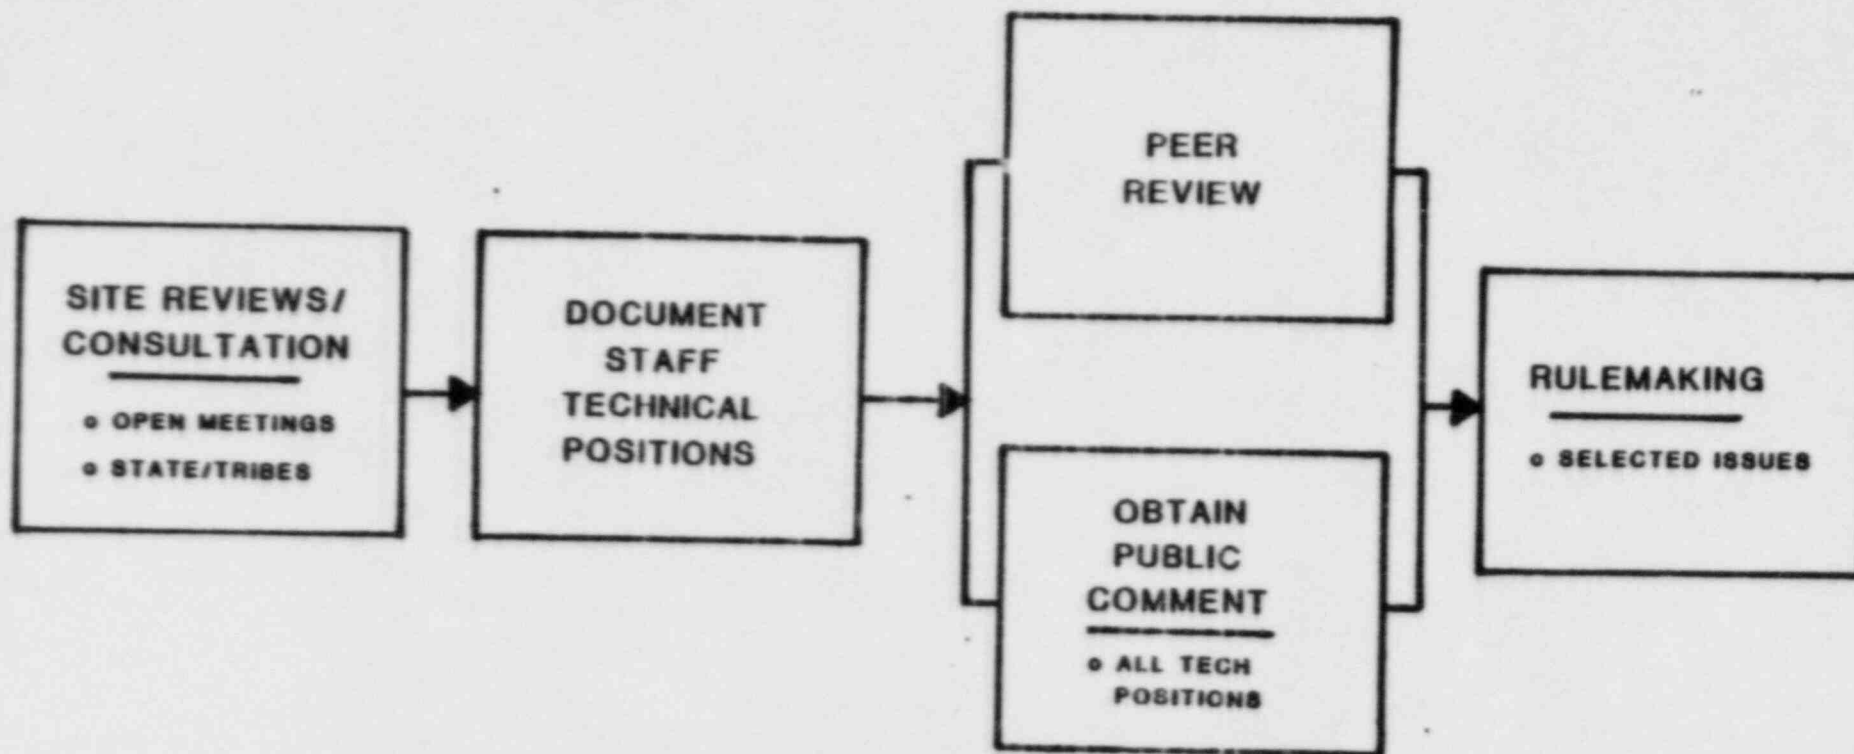 SITE REVIEWS/
CONSULTATION
o OPEN MEETINGS
o STATE/TRIBES
DOCUMENT
STAFF
TECHNICAL
POSITIONS
PEER
REVIEW
OBTAIN
PUBLIC
COMMENT
o ALL TECH
POSITIONS
RULEMAKING
o SELECTED ISSUES